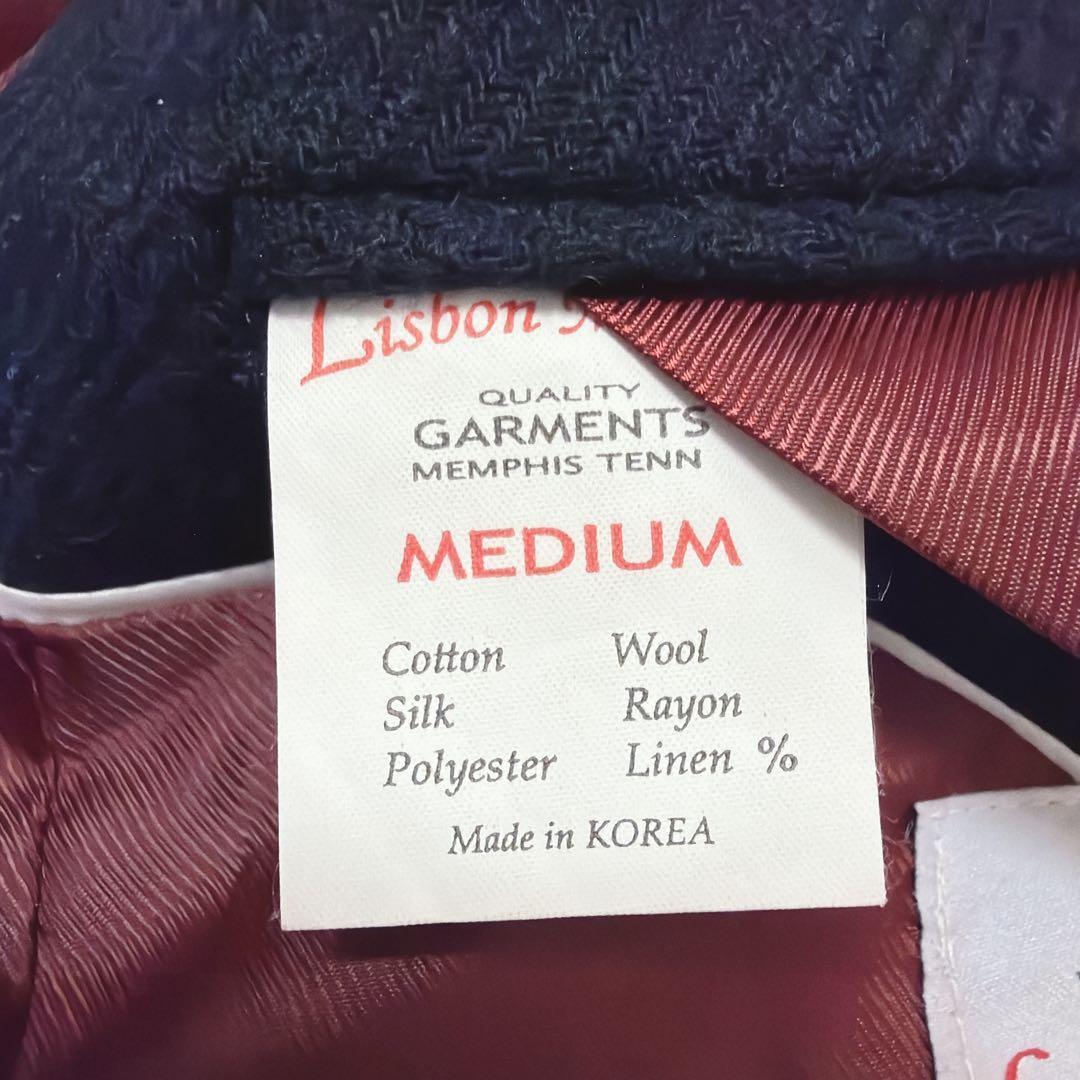 Lisbon
QUALITY
GARMENTS
MEMPHIS TENN
MEDIUM
Cotton Wool
Silk Rayon
Polyester Linen %
Made in KOREA